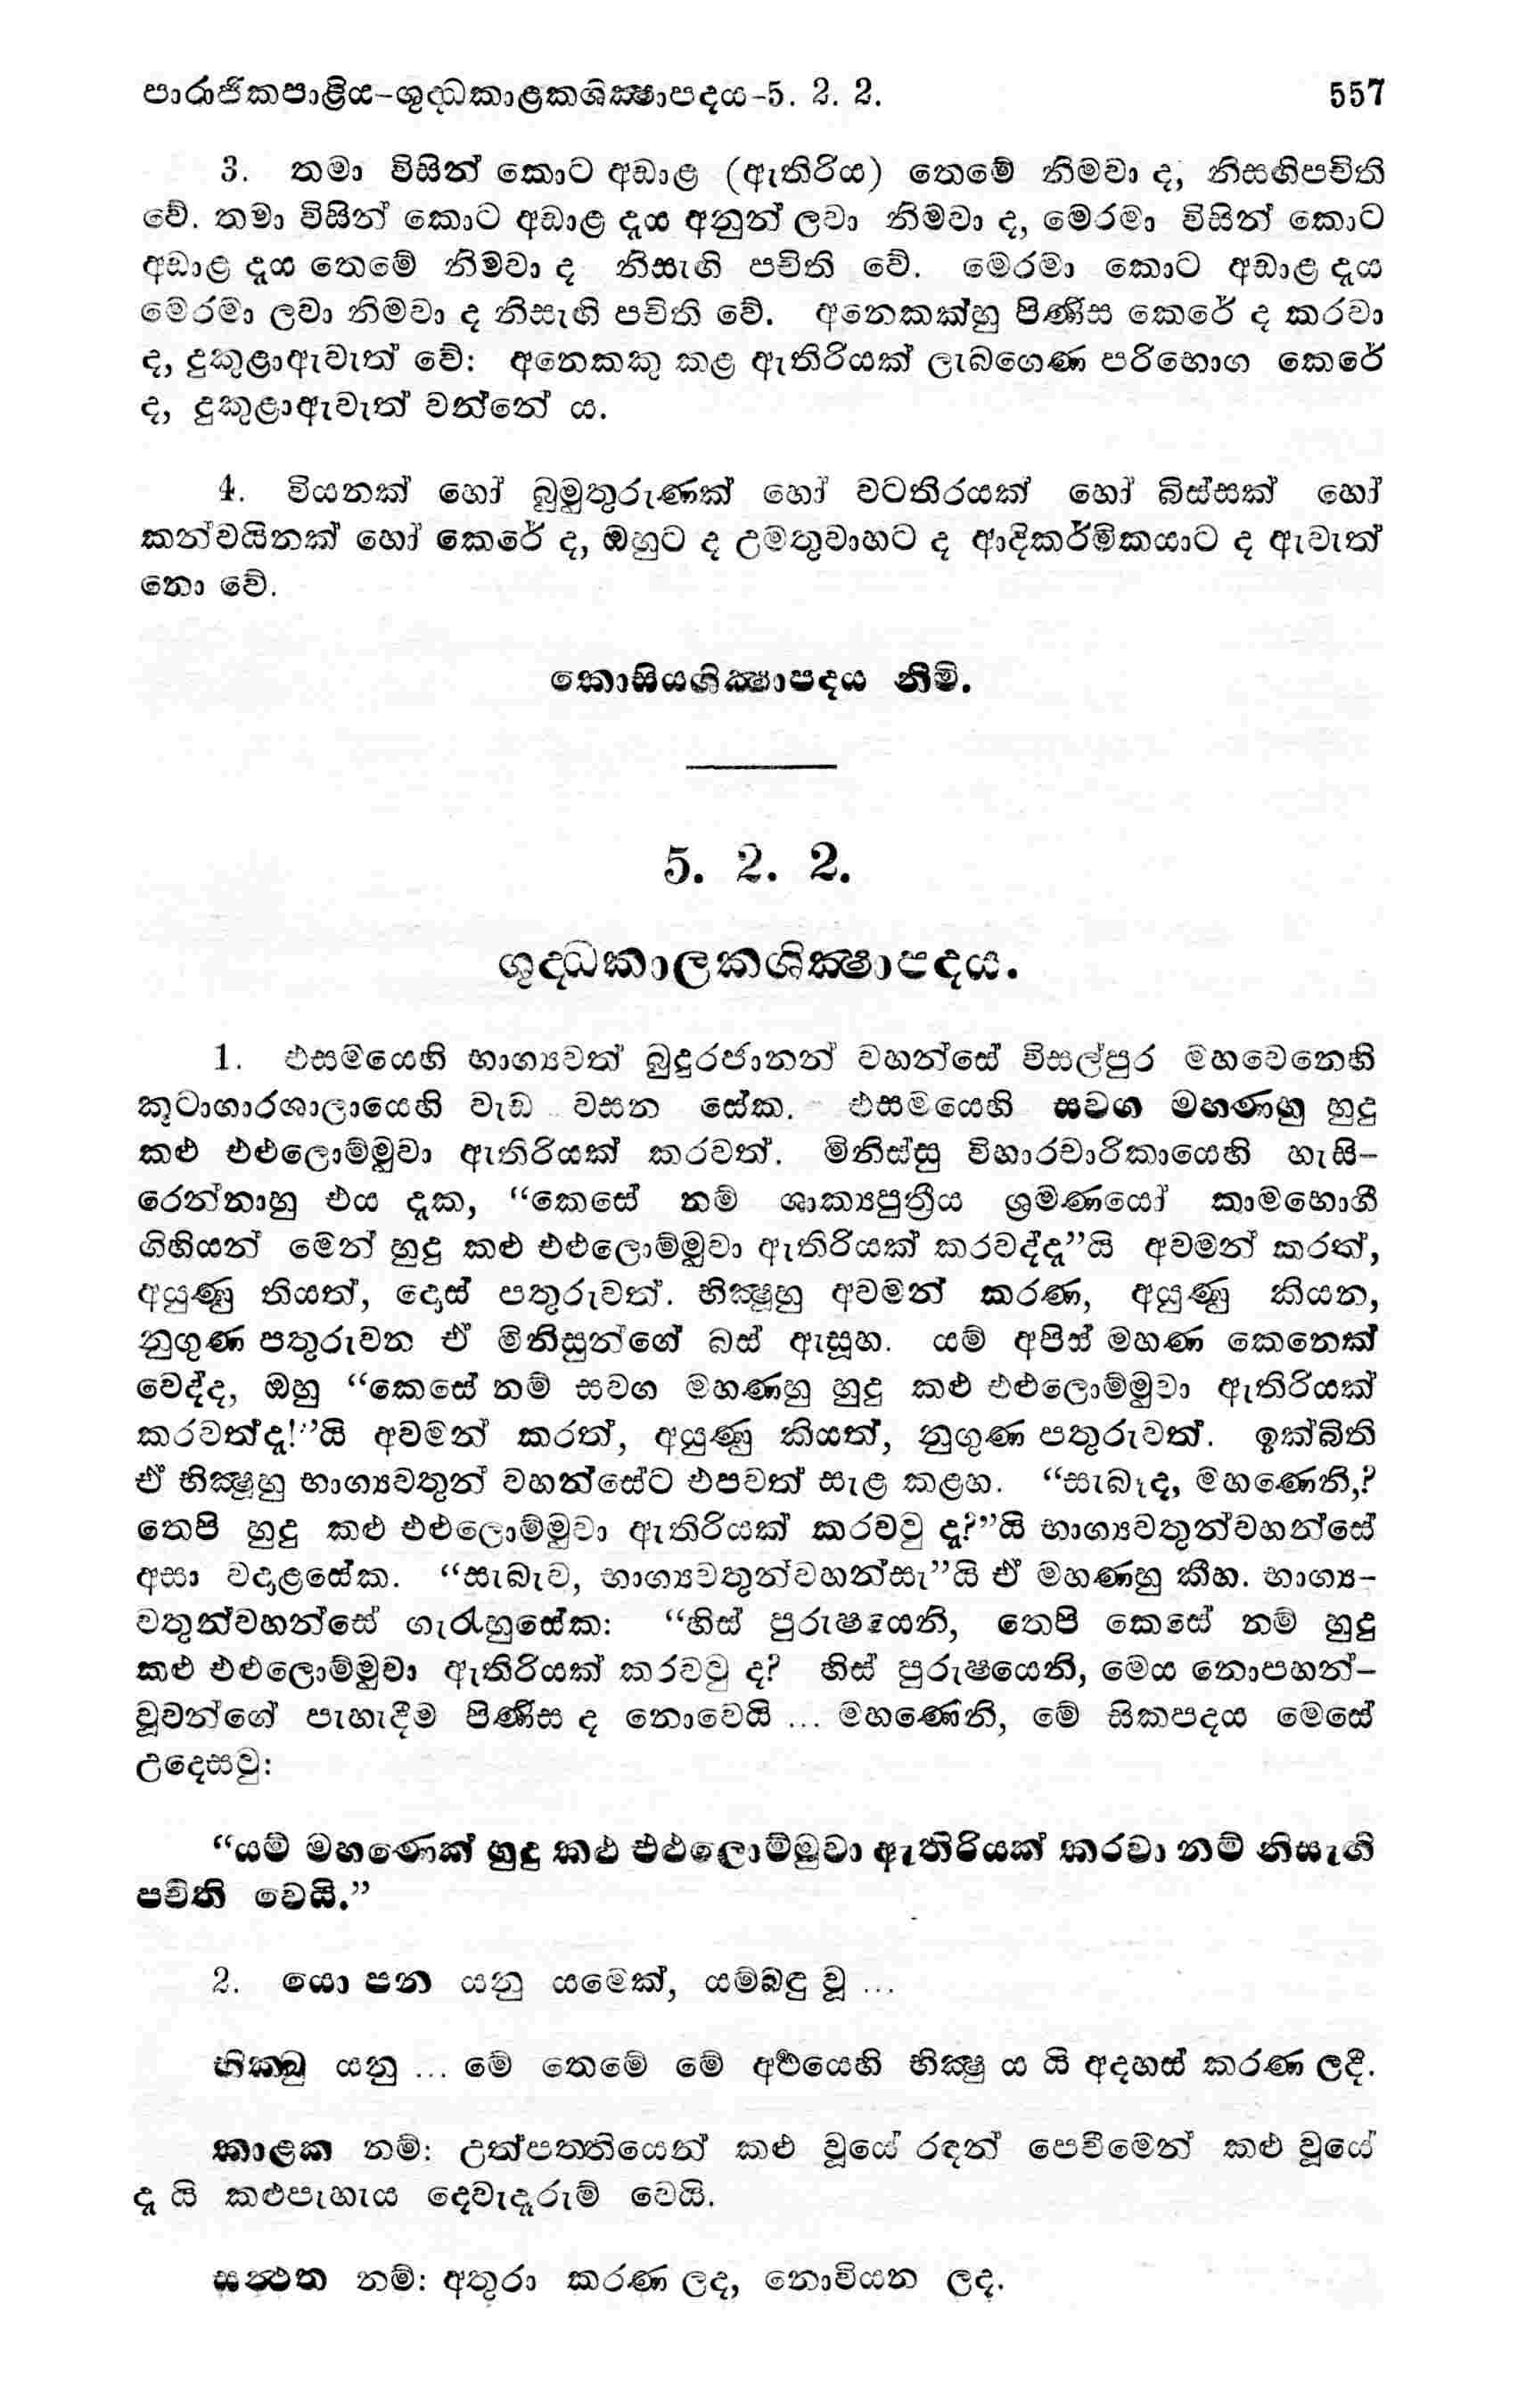 පාරාජිකපාළිය-ශුද්ධකාළකශික්ෂාපදය-5. 2. 2. 557
3. තමා විසින් කොට අඩාළ (ඇතිරිය) තෙමේ නිමවා ද, නිසඟිපචිති
වේ. තමා විසින් කොට අඩාළ දෑය අනුන් ලවා නිමවා ද, මෙරමා විසින් කොට
අඩාළ දෑය තෙමේ නිමවා ද නිසැඟි පචිති වේ. මෙරමා කොට අඩාළ දෑය
මෙරමා ලවා නිමවා ද නිසැඟි පචිති වේ. අනෙකක්හු පිණිස කෙරේ ද කරවා
ද, දුකුළාඇවැත් වේ: අනෙකකු කළ ඇතිරියක් ලැබගෙණ පරිභොග කෙරේ
ද, දුකුළාඇවැත් වන්නේ ය.
4. වියනක් හෝ බුමුතුරුණක් හෝ වටතිරයක් හෝ බිස්සක් හෝ
කන්වයිනක් හෝ කෙරේ ද, ඔහුට ද උමතුවාහට ද ආදිකර්මිකයාට ද ඇවැත්
නො වේ.
කොසියශික්ෂාපදය නිමි.
5. 2. 2.
ශුද්ධකාලකශික්ෂාපදය.
1. එසමයෙහි භාග්‍යවත් බුදුරජානන් වහන්සේ විසල්පුර මහවෙනෙහි
කූටාගාරශාලායෙහි වැඩ වසන සේක. එසමයෙහි සවග මහණහු හුදු
කළු එළුලොම්මුවා ඇතිරියක් කරවත්. මිනිස්සු විහාරචාරිකායෙහි හැසි-
රෙන්නාහු එය දැක, “කෙසේ නම් ශාක්‍යපුත්‍රීය ශ්‍රමණයෝ කාමභොගී
ගිහියන් මෙන් හුදු කළු එළුලොම්මුවා ඇතිරියක් කරවද්දැ”යි අවමන් කරත්,
අයුණු කියත්, දොස් පතුරුවත්. භික්ෂූහු අවමන් කරණ, අයුණු කියන,
නුගුණ පතුරුවන ඒ මිනිසුන්ගේ බස් ඇසූහ. යම් අපිස් මහණ කෙනෙක්
වෙද්ද, ඔහු “කෙසේ නම් සවග මහණහු හුදු කළු එළුලොම්මුවා ඇතිරියක්
කරවත්දැ!”යි අවමන් කරත්, අයුණු කියත්, නුගුණ පතුරුවත්. ඉක්බිති
ඒ භික්ෂූහු භාග්‍යවතුන් වහන්සේට එපවත් සැළ කළහ. “සැබෑද, මහණෙනි,?
තෙපි හුදු කළු එළුලොම්මුවා ඇතිරියක් කරවවු දැ?”යි භාග්‍යවතුන්වහන්සේ
අසා වදාළසේක. “සැබැව, භාග්‍යවතුන්වහන්සැ”යි ඒ මහණහු කීහ. භාග්‍ය-
වතුන්වහන්සේ ගැරැහුසේක: “හිස් පුරුෂයෙනි, තෙපි කෙසේ නම් හුදු
කළු එළුලොම්මුවා ඇතිරියක් කරවවු ද? හිස් පුරුෂයෙනි, මෙය නොපහන්-
වූවන්ගේ පැහැදීම පිණිස ද නොවෙයි ... මහණෙනි, මේ සිකපදය මෙසේ
උදෙසවු:
“යම් මහණෙක් හුදු කළු එළුලොම්මුවා ඇතිරියක් කරවා නම් නිසැඟි
පචිති වෙයි.”
2. යො පන යනු යමෙක්, යම්බඳු වූ ...
භික්ඛු යනු ... මේ තෙමේ මේ අර්‍ථයෙහි භික්ෂු ය යි අදහස් කරණ ලදී.
කාළක නම්: උත්පත්තියෙන් කළු වූයේ රඳන් පෙවීමෙන් කළු වූයේ
දැ යි කළුපැහැය දෙවැදෑරුම් වෙයි.
සන්‍ථත නම්: අතුරා කරණ ලද, නොවියන ලද.